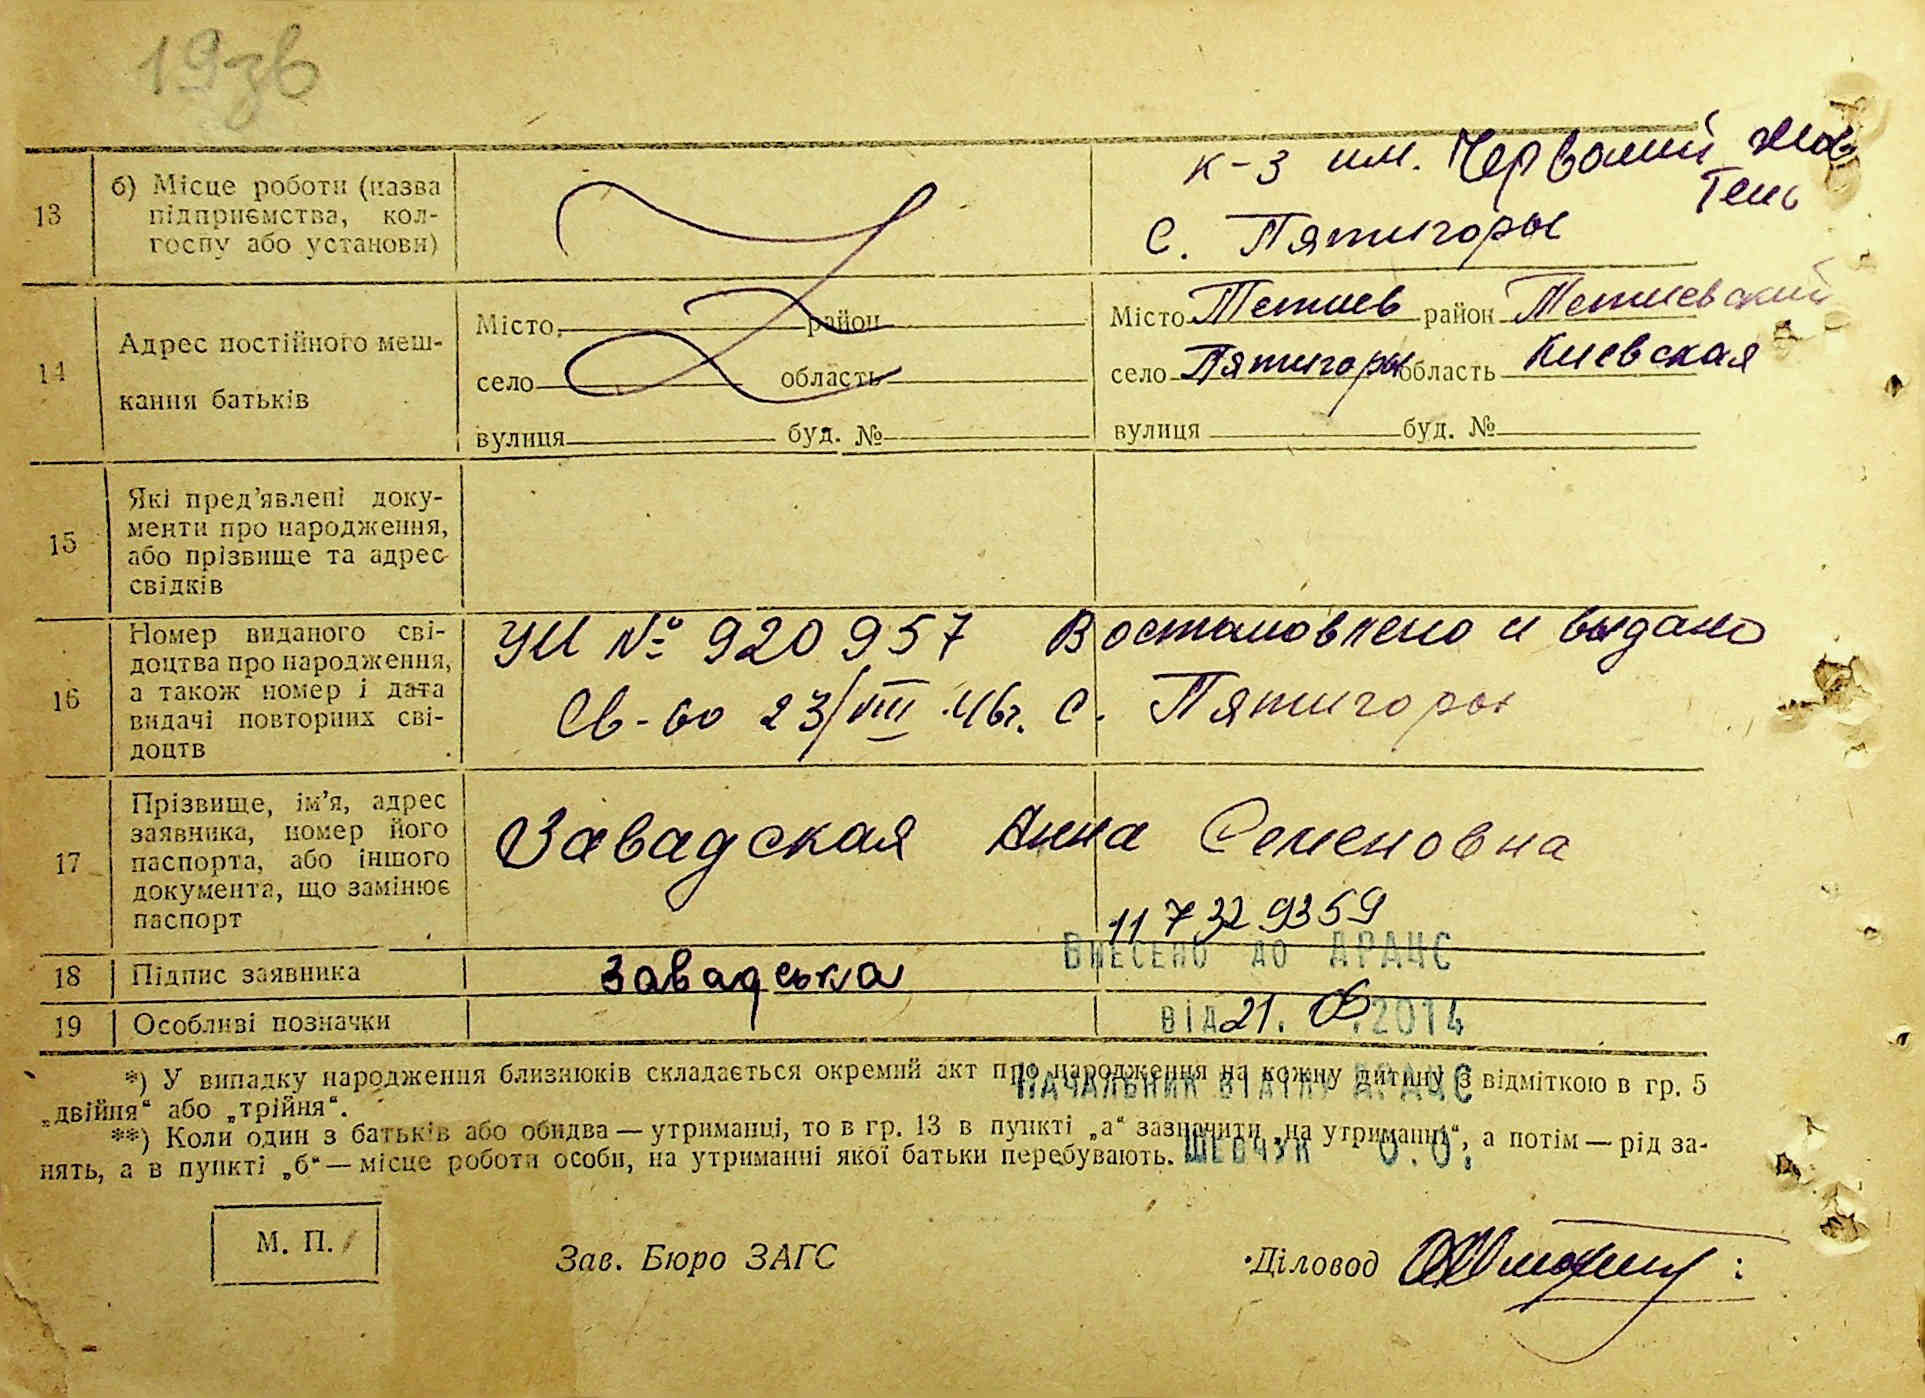 19зв
13
б) Місце роботи (назва
підприємства, кол-
госпу або установи)
к-з им. Червоний Жов
тень
с. Пятигоры
14
Адрес постійного меш-
кання батьків
Місто район
село область
вулиця буд. №
Місто Тетиев район Тетиевский
село Пятигоры область Киевская
вулиця буд. №
15
Які пред'явлені доку-
менти про народження,
або прізвище та адрес
свідків
16
Номер виданого сві-
доцтва про народження,
а також номер і дата
видачі повторних сві-
доцтв
УИ № 920957 Востановлено и выдано
Св-во 23/VIII 46г. с. Пятигоры
17
Прізвище, ім'я, адрес
заявника, номер його
паспорта, або іншого
документа, що замінює
паспорт
Завадская Анна Семеновна
1173229359
ВНЕСЕНО ДО ДРАЦС
18
Підпис заявника
Завадська
19
Особливі позначки
ВІД 21. .2014
*) У випадку народження близнюків складається окремий акт про народження на кожну дитину з відміткою в гр. 5
„двійня“ або „трійня“.
НАЧАЛЬНИК ВІДДІЛУ ДРАЦС
**) Коли один з батьків або обидва — утриманці, то в гр. 13 в пункті „а“ зазначити „на утриманні“, а потім — рід за-
нять, а в пункті „б“ — місце роботи особи, на утриманні якої батьки перебувають.
ШЕВЧУК О.О.
М. П.
Зав. Бюро ЗАГС
Діловод